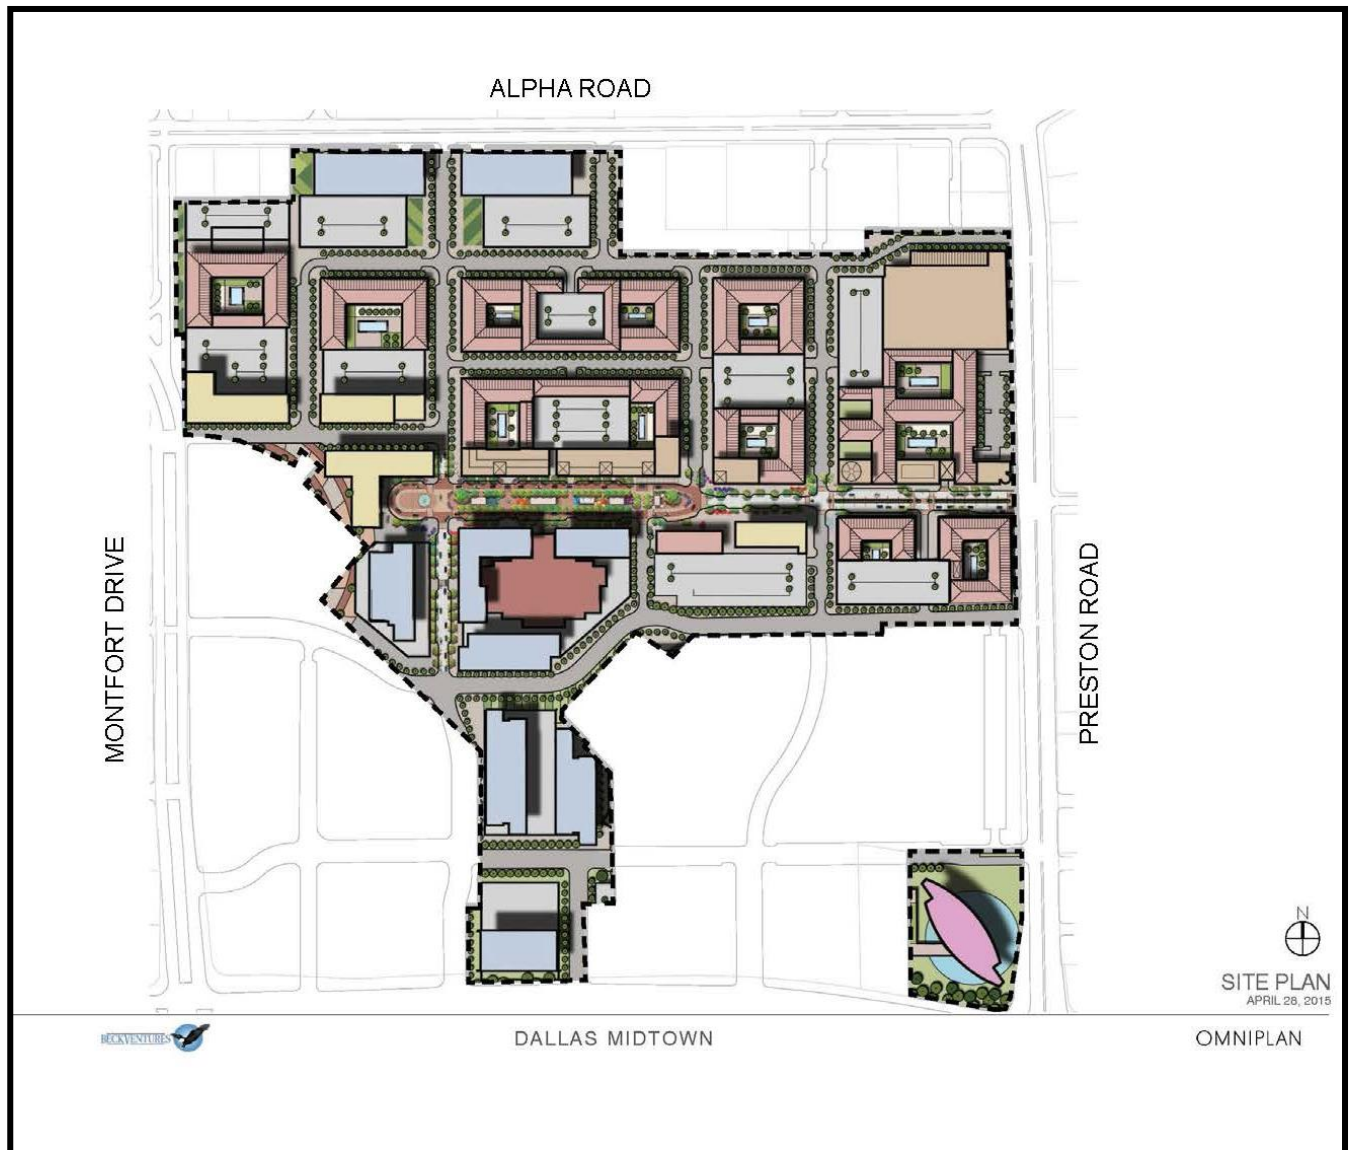 ALPHA ROAD
MONTFORT DRIVE
PRESTON ROAD
N
SITE PLAN
APRIL 28, 2015
BECKVENTURES
DALLAS MIDTOWN
OMNIPLAN